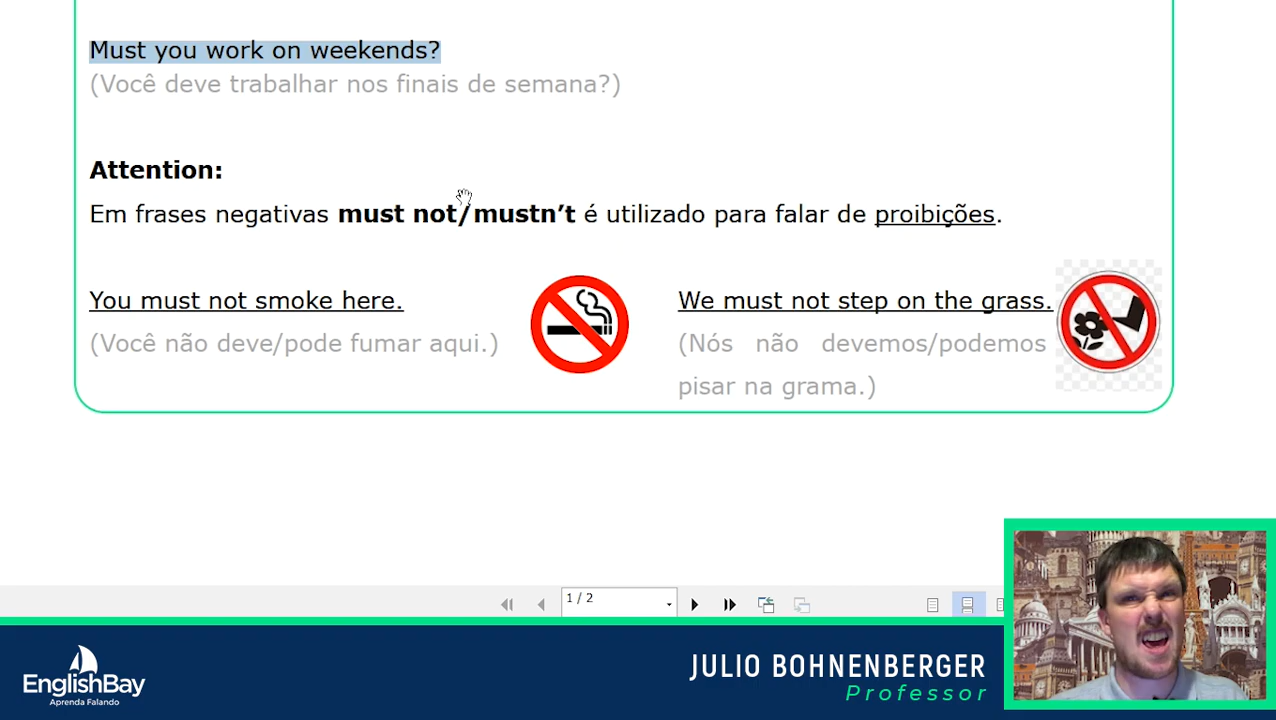 Must you work on weekends?
(Você deve trabalhar nos finais de semana?)
Attention:
Em frases negativas must not/mustn’t é utilizado para falar de proibições.
You must not smoke here.
(Você não deve/pode fumar aqui.)
We must not step on the grass.
(Nós não devemos/podemos
pisar na grama.)
1 / 2
EnglishBay
Aprenda Falando
JULIO BOHNENBERGER
Professor